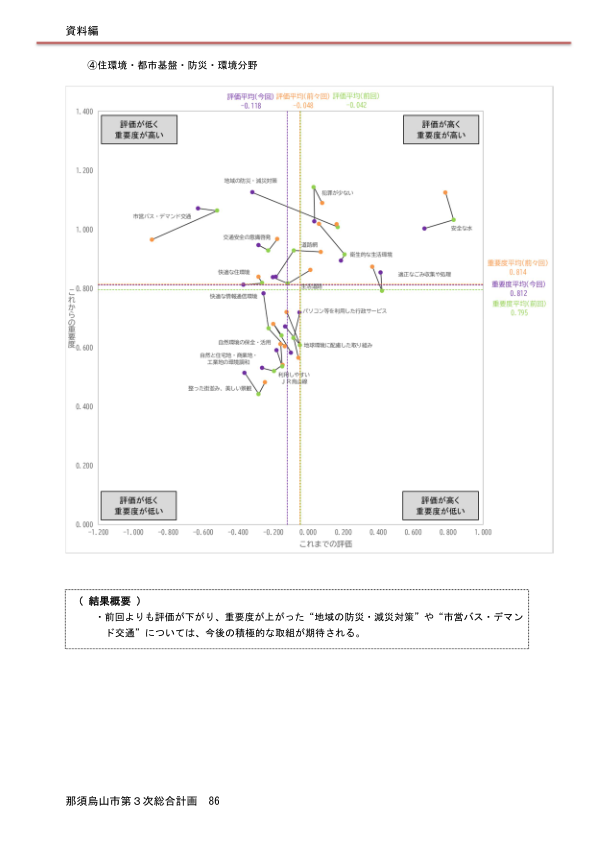 資料編
④住環境・都市基盤・防災・環境分野
評価平均(今回) 評価平均(前々回) 評価平均(前回)
-0.118 -0.048 -0.042
1.400
評価が低く
重要度が高い
評価が高く
重要度が高い
1.200
地域の防災・減災対策
犯罪が少ない
市営バス・デマンド交通
安全な水
1.000
交通安全の整備容易
道路網
衛生的な生活環境
重要度平均(前々回)
0.814
快適な住環境
適正なごみ収集や処理
重要度平均(今回)
0.812
0.800
生活道路
重要度平均(前回)
0.795
快適な情報通信環境
パソコン等を利用した行政サービス
これからの重要度
0.600
自然環境の保全・活用
地球環境に配慮した取り組み
自然と住宅地・商業地・
工業地の環境調和
利用しやすい
JR烏山線
整った街並み、美しい景観
0.400
0.200
評価が低く
重要度が低い
評価が高く
重要度が低い
0.000
-1.200 -1.000 -0.800 -0.600 -0.400 -0.200 0.000 0.200 0.400 0.600 0.800 1.000
これまでの評価
( 結果概要 )
・前回よりも評価が下がり、重要度が上がった“地域の防災・減災対策”や“市営バス・デマン
ド交通”については、今後の積極的な取組が期待される。
那須烏山市第3次総合計画 86